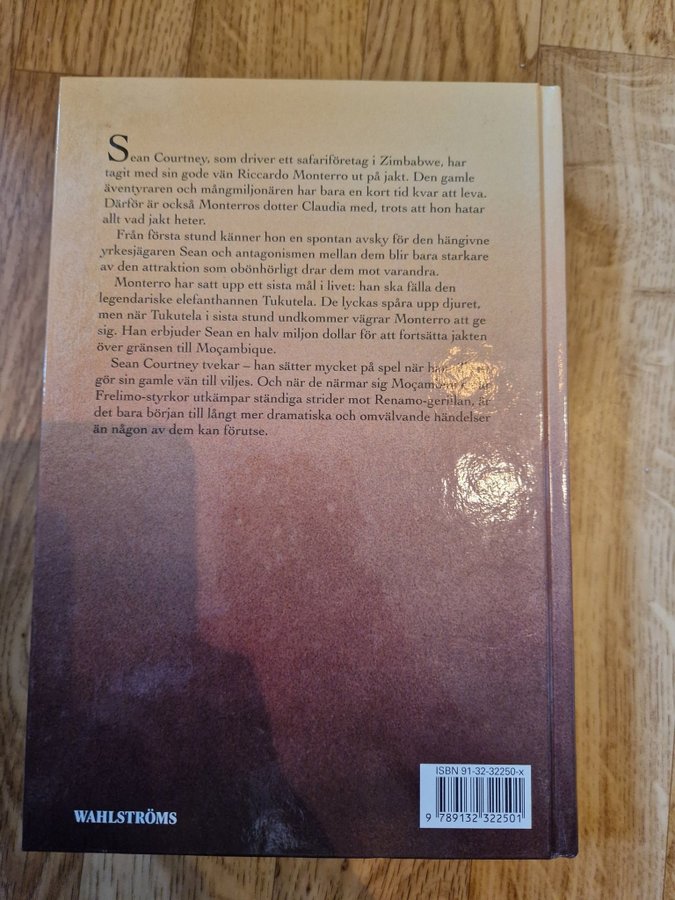 Sean Courtney, som driver ett safariföretag i Zimbabwe, har
tagit med sin gode vän Riccardo Monterro ut på jakt. Den gamle
äventyraren och mångmiljonären har bara en kort tid kvar att leva.
Därför är också Monterros dotter Claudia med, trots att hon hatar
allt vad jakt heter.
Från första stund känner hon en spontan avsky för den hängivne
yrkesjägaren Sean och antagonismen mellan dem blir bara starkare
av den attraktion som obönhörligt drar dem mot varandra.
Monterro har satt upp ett sista mål i livet: han ska fälla den
legendariske elefanthannen Tukutela. De lyckas spåra upp djuret,
men när Tukutela i sista stund undkommer vägrar Monterro att ge
sig. Han erbjuder Sean en halv miljon dollar för att fortsätta jakten
över gränsen till Moçambique.
Sean Courtney tvekar – han sätter mycket på spel när
gör sin gamle vän till viljes. Och när de närmar sig
Frelimo-styrkor utkämpar ständiga strider mot Renamo-gerillan, är
det bara början till långt mer dramatiska och omvälvande händelser
än någon av dem kan förutse.
ISBN 91-32-32250-x
9 789132 322501
WAHLSTRÖMS